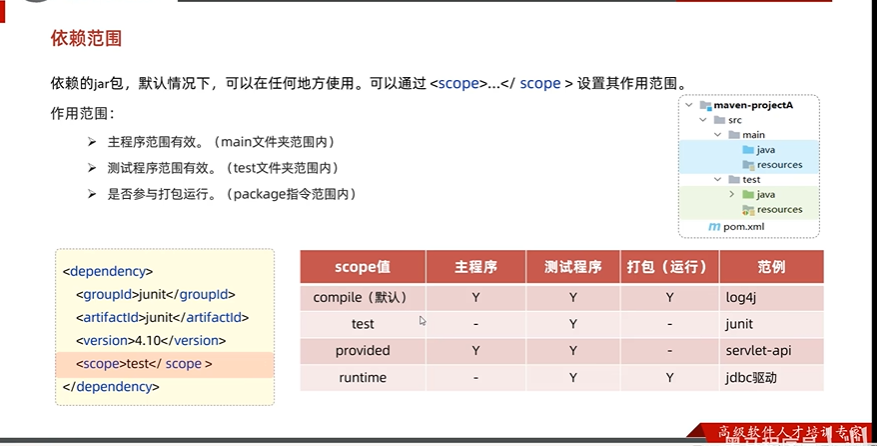 依赖范围
依赖的jar包，默认情况下，可以在任何地方使用。可以通过 <scope>...</ scope > 设置其作用范围。
作用范围：
➢ 主程序范围有效。（main文件夹范围内）
➢ 测试程序范围有效。（test文件夹范围内）
➢ 是否参与打包运行。（package指令范围内）
maven-projectA
src
main
java
resources
test
java
resources
pom.xml
<dependency>
<groupId>junit</groupId>
<artifactId>junit</artifactId>
<version>4.10</version>
<scope>test</ scope >
</dependency>
scope值 主程序 测试程序 打包（运行） 范例
compile（默认） Y Y Y log4j
test - Y - junit
provided Y Y - servlet-api
runtime - Y Y jdbc驱动
高级软件人才培训专家